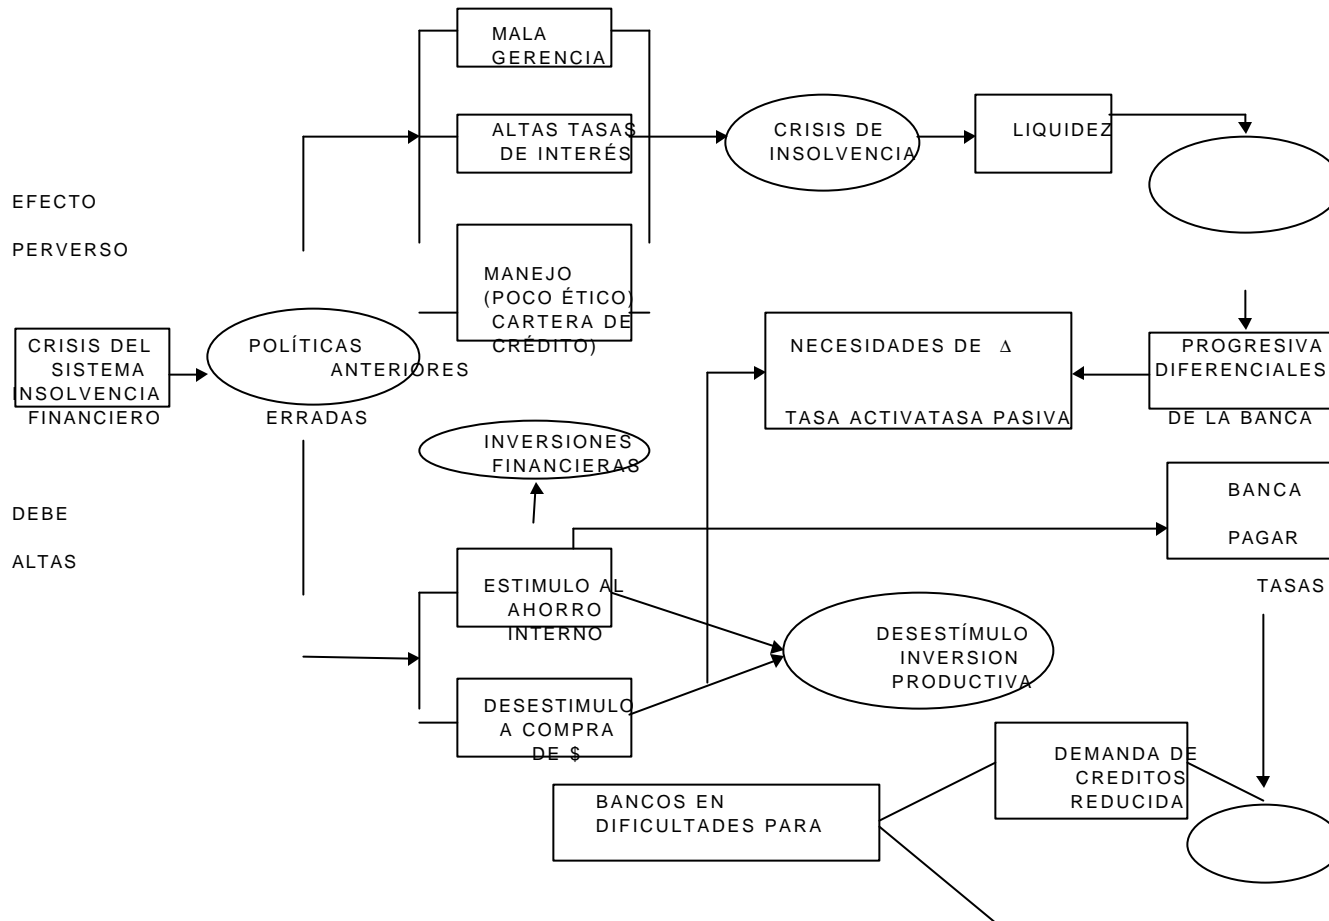 MALA
GERENCIA
ALTAS TASAS
DE INTERÉS
CRISIS DE
INSOLVENCIA
LIQUIDEZ
EFECTO
PERVERSO
MANEJO
(POCO ÉTICO)
CARTERA DE
CRÉDITO)
CRISIS DEL
SISTEMA
INSOLVENCIA
FINANCIERO
POLÍTICAS
ANTERIORES
ERRADAS
NECESIDADES DE Δ
TASA ACTIVATASA PASIVA
PROGRESIVA
DIFERENCIALES
DE LA BANCA
INVERSIONES
FINANCIERAS
DEBE
ALTAS
BANCA
PAGAR
TASAS
ESTIMULO AL
AHORRO
INTERNO
DESESTÍMULO
INVERSION
PRODUCTIVA
DESESTIMULO
A COMPRA
DE $
DEMANDA DE
CREDITOS
REDUCIDA
BANCOS EN
DIFICULTADES PARA